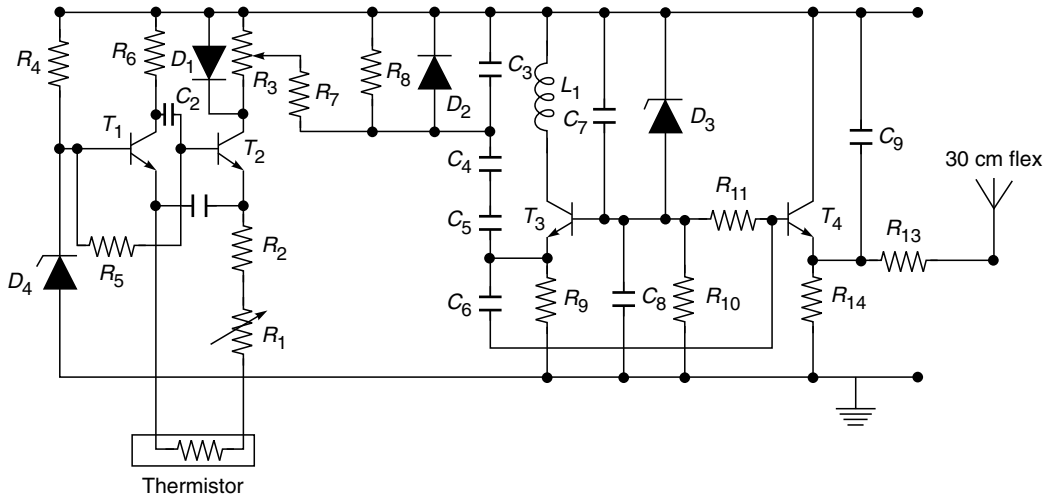 R4
R6
D1
R3
R7
R8
D2
C3
L1
C7
D3
C9
C2
T1
T2
C4
C5
T3
R11
T4
30 cm flex
R13
R5
D4
R2
R1
C6
R9
C8
R10
R14
Thermistor